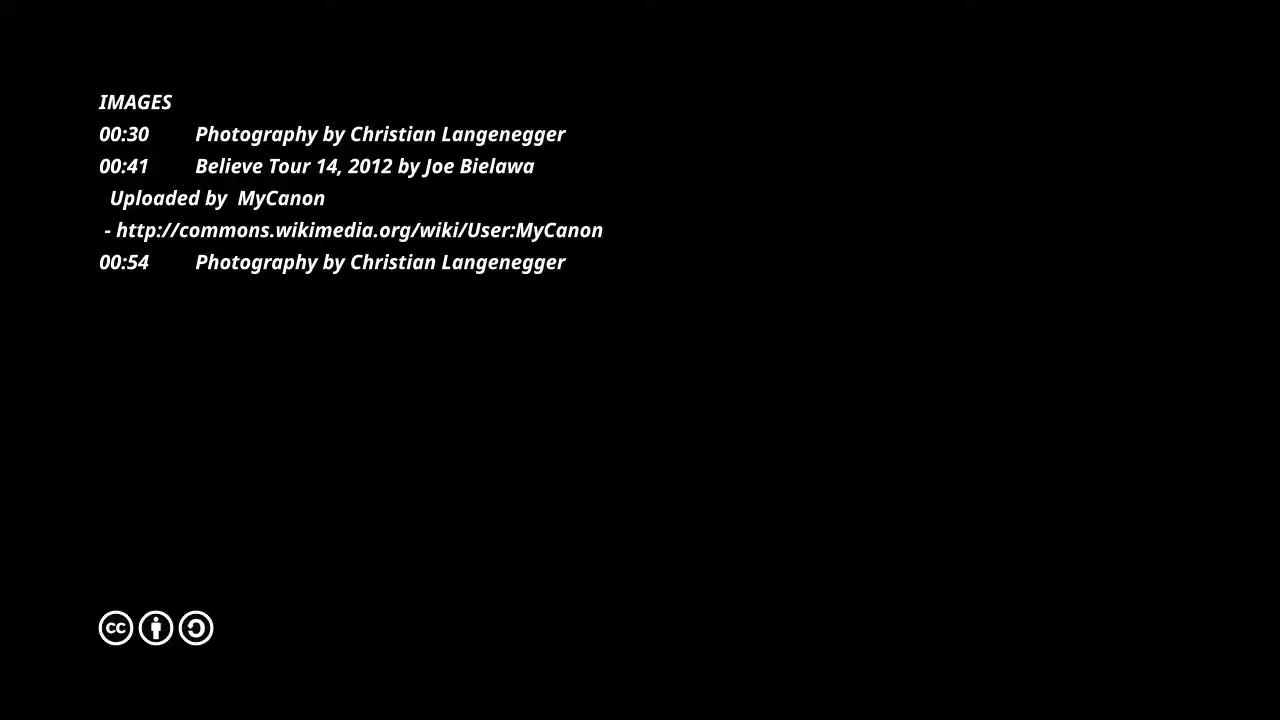 IMAGES
00:30 Photography by Christian Langenegger
00:41 Believe Tour 14, 2012 by Joe Bielawa
Uploaded by MyCanon
- http://commons.wikimedia.org/wiki/User:MyCanon
00:54 Photography by Christian Langenegger
cc